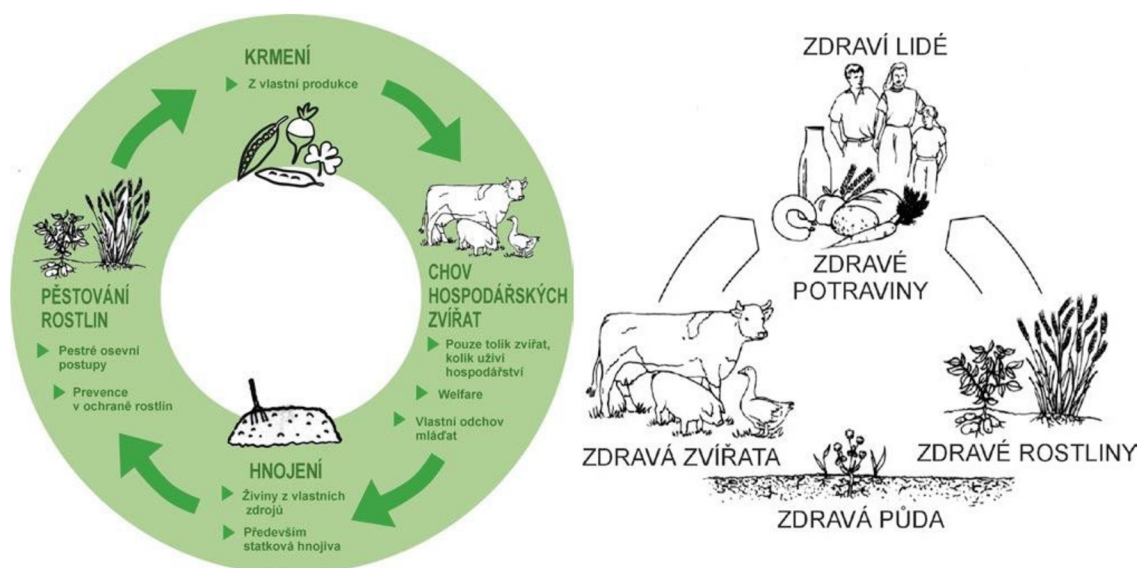 KRMENÍ
Z vlastní produkce
CHOV
HOSPODÁŘSKÝCH
ZVÍŘAT
Pouze tolik zvířat,
kolik uživí
hospodářství
Welfare
Vlastní odchov
mláďat
HNOJENÍ
Živiny z vlastních
zdrojů
Především
statková hnojiva
PĚSTOVÁNÍ
ROSTLIN
Pestré osevní
postupy
Prevence
v ochraně rostlin
ZDRAVÍ LIDÉ
ZDRAVÉ
POTRAVINY
ZDRAVÁ ZVÍŘATA
ZDRAVÉ ROSTLINY
ZDRAVÁ PŮDA